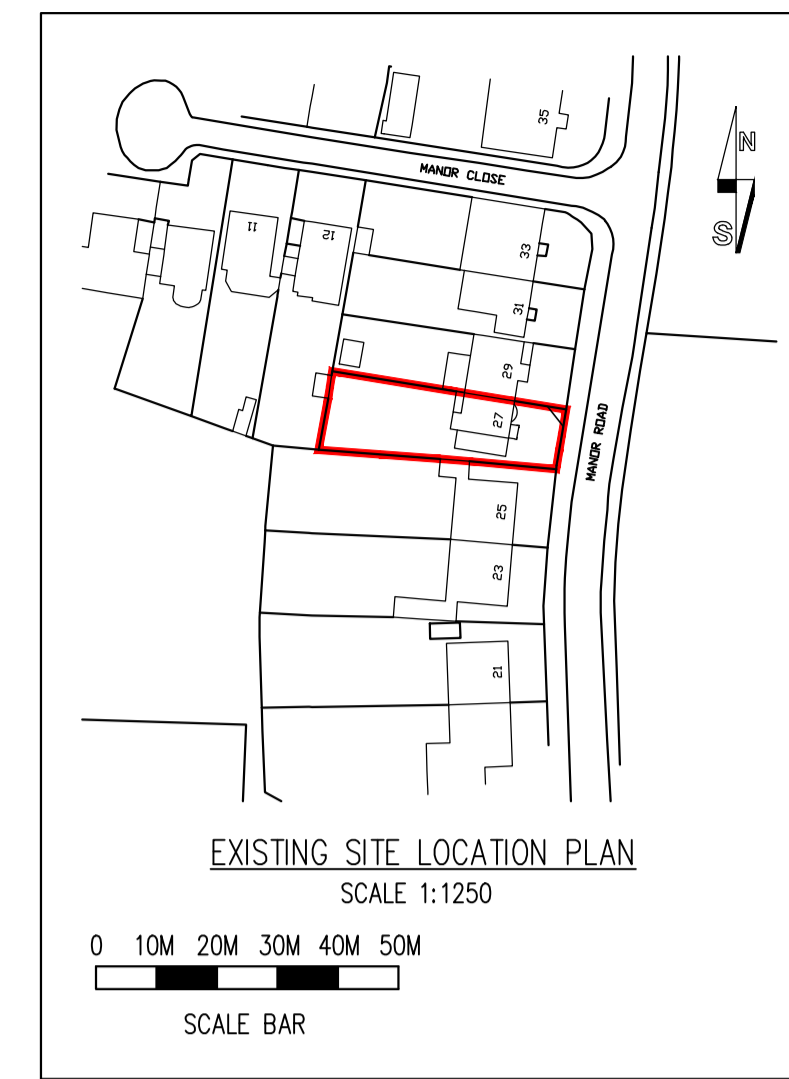 35
MANOR CLOSE
N
S
11
12
33
31
29
27
MANOR ROAD
25
23
21
EXISTING SITE LOCATION PLAN
SCALE 1:1250
0 10M 20M 30M 40M 50M
SCALE BAR